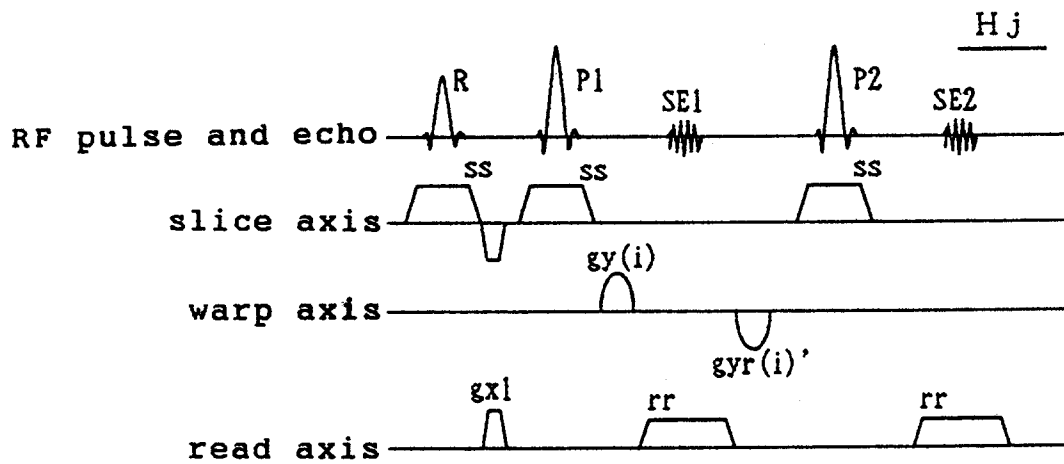 Hj
R P1 SE1 P2 SE2
RF pulse and echo
ss ss ss
slice axis
gy(i)
warp axis
gyr(i)'
gx1 rr rr
read axis